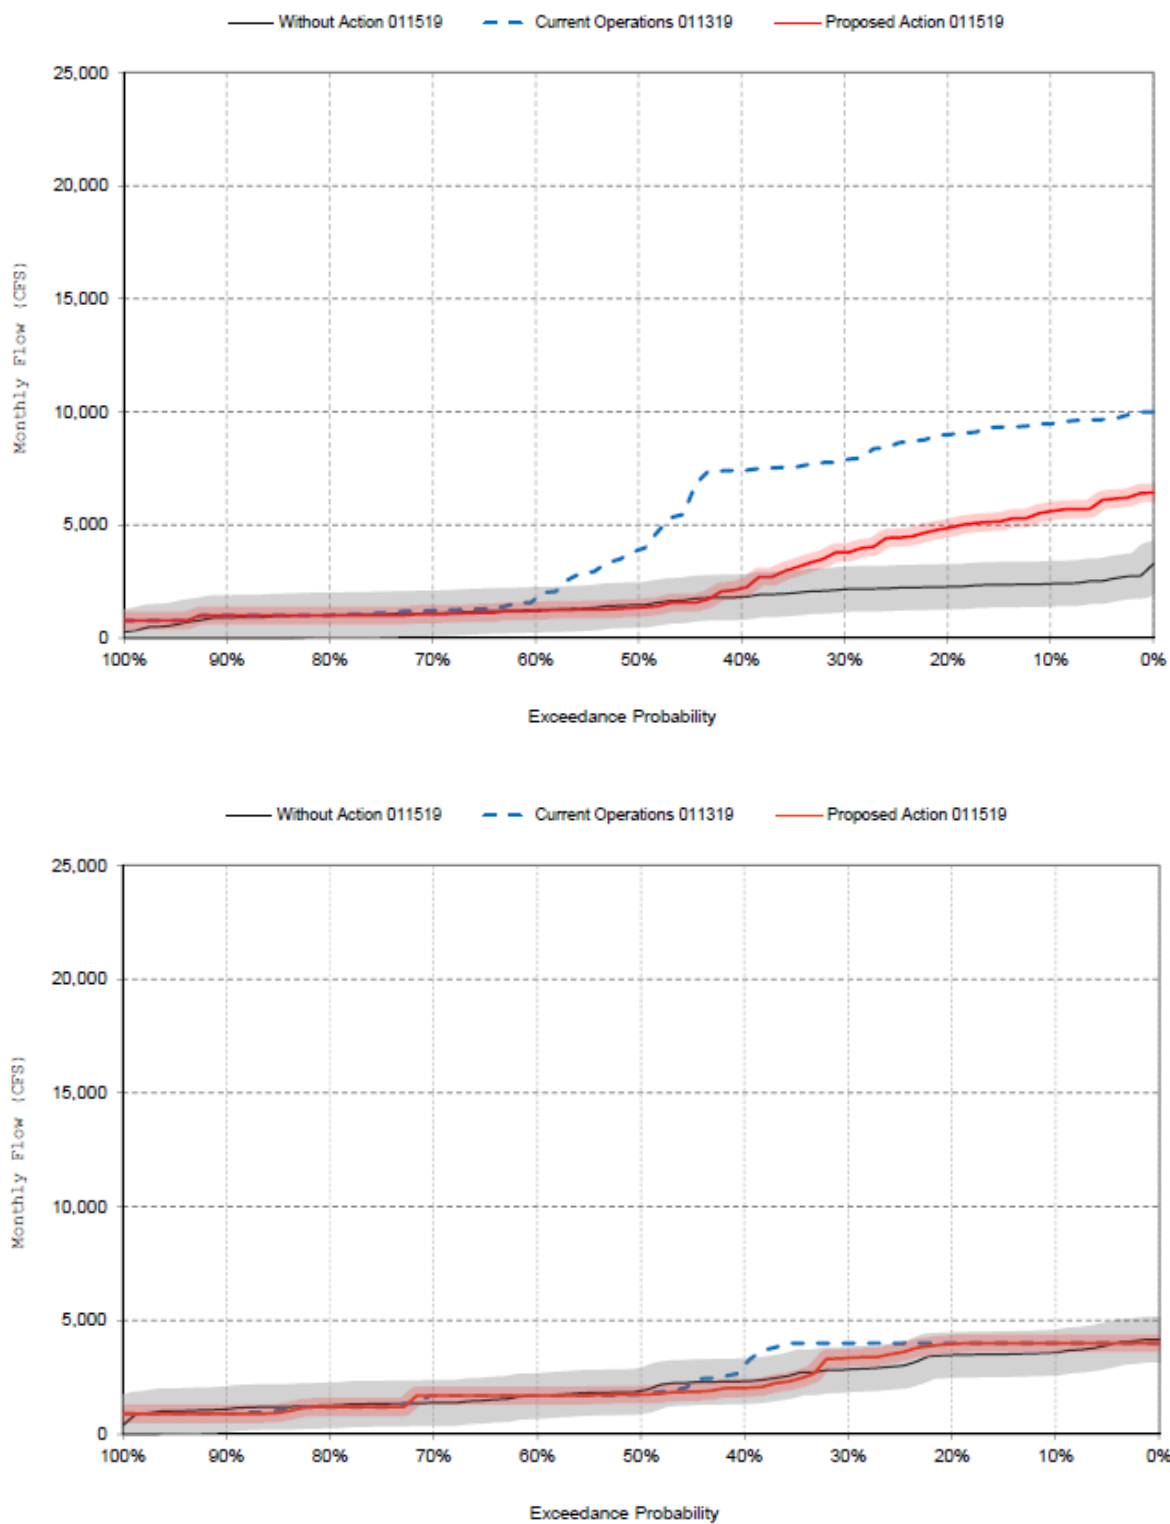 Without Action 011519 Current Operations 011319 Proposed Action 011519
25,000
20,000
15,000
10,000
5,000
0
Monthly Flow (CFS)
100% 90% 80% 70% 60% 50% 40% 30% 20% 10% 0%
Exceedance Probability
Without Action 011519 Current Operations 011319 Proposed Action 011519
25,000
20,000
15,000
10,000
5,000
0
Monthly Flow (CFS)
100% 90% 80% 70% 60% 50% 40% 30% 20% 10% 0%
Exceedance Probability